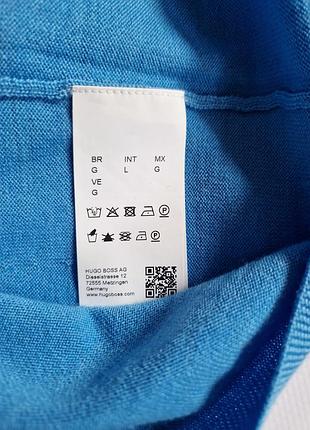 BR INT MX
G L G
VE
G
P
P
HUGO BOSS AG
Dieselstrasse 12
72555 Metzingen
Germany
www.hugoboss.com